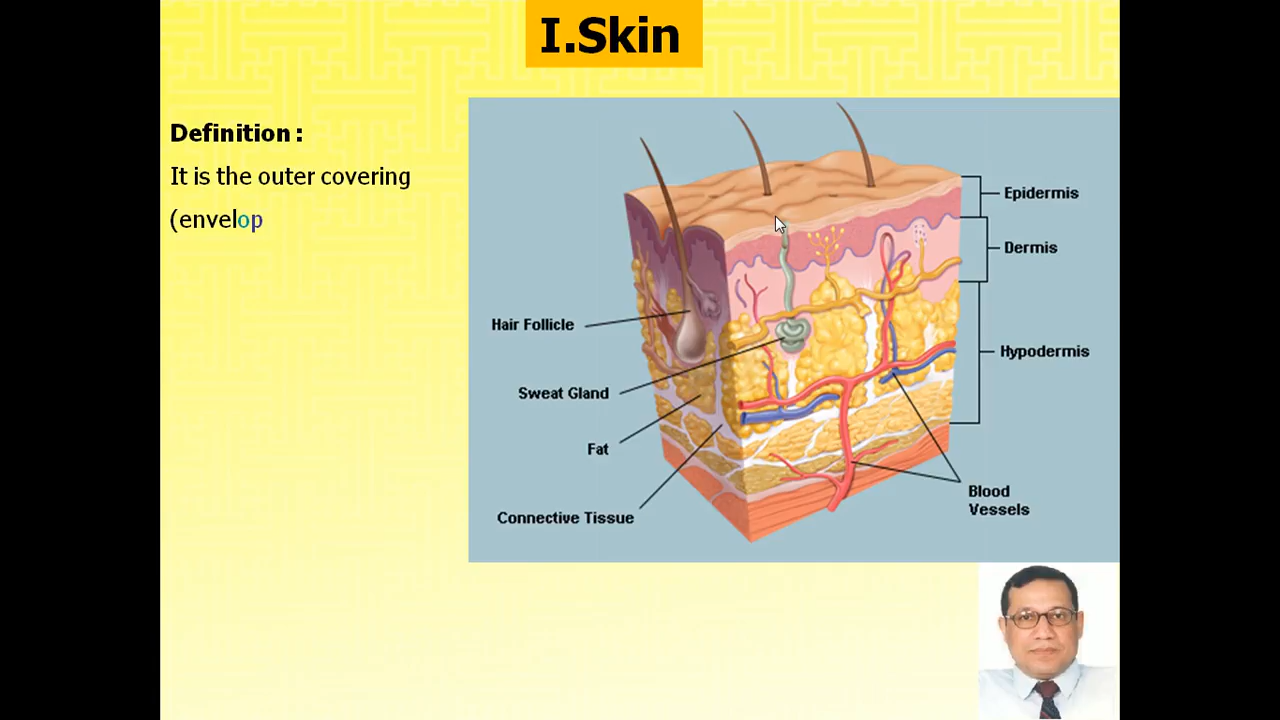 I.Skin
Definition :
It is the outer covering
(envelop
Epidermis
Dermis
Hair Follicle
Hypodermis
Sweat Gland
Fat
Blood
Vessels
Connective Tissue